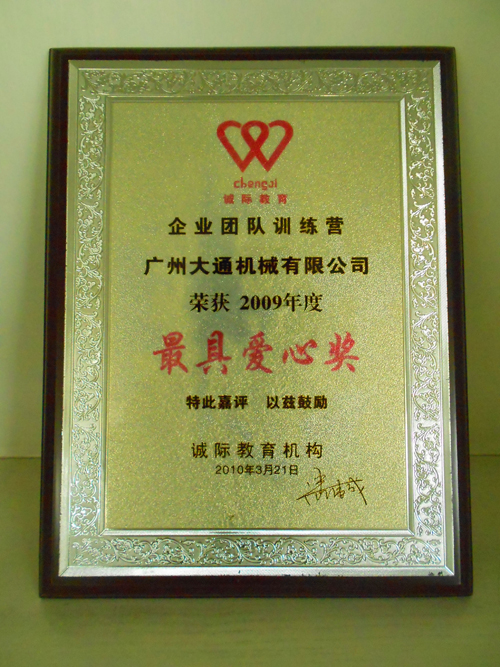 chengji
诚际教育
企业团队训练营
广州大通机械有限公司
荣获 2009年度
最具爱心奖
特此嘉评 以兹鼓励
诚际教育机构
2010年3月21日